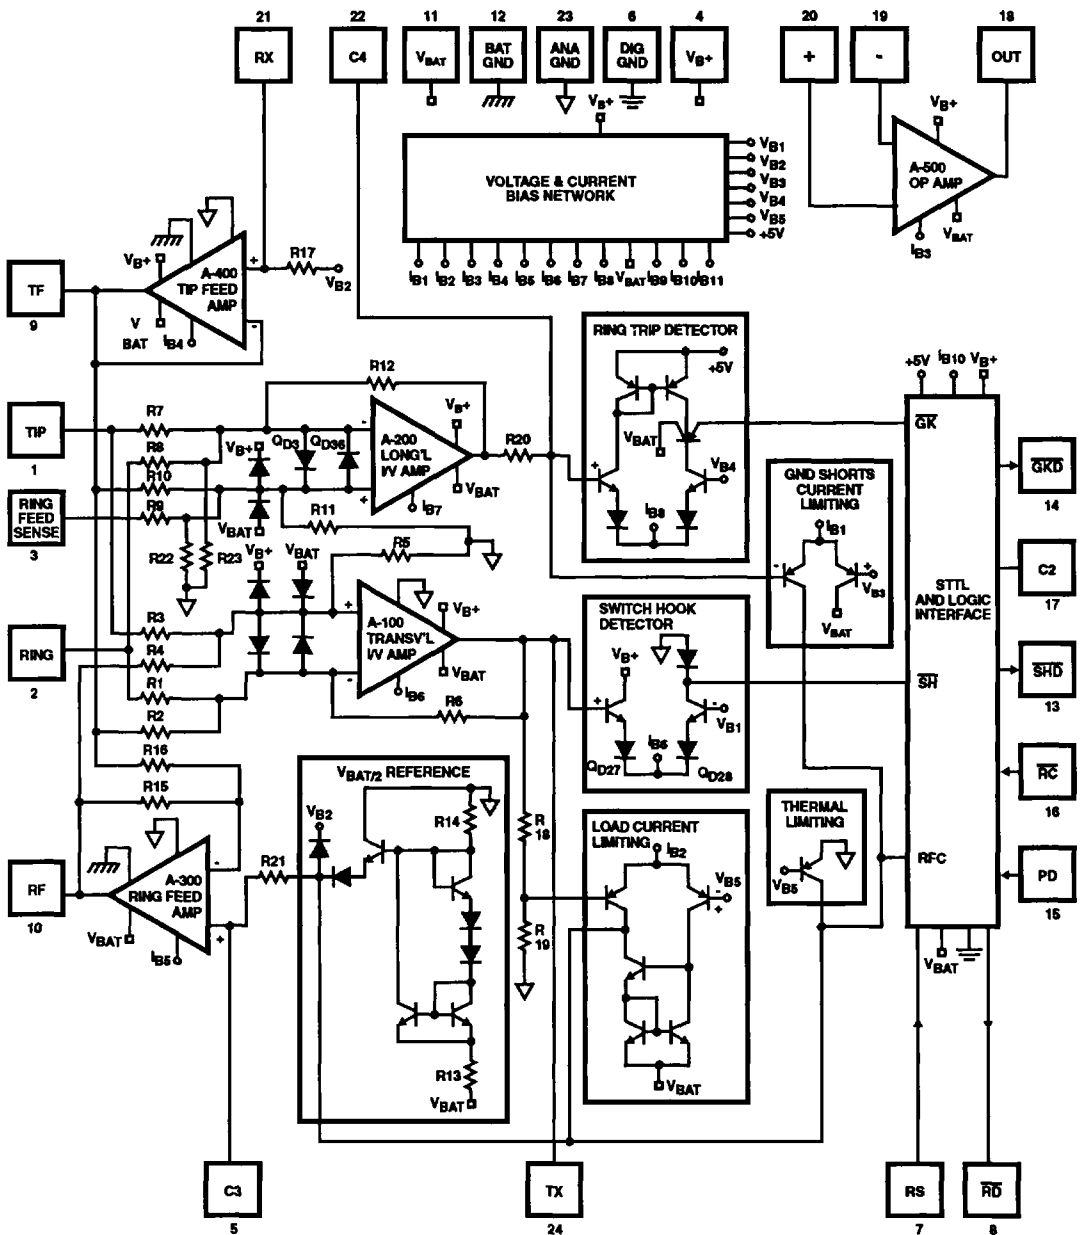 21 22 11 12 23 6 4 20 19 18
RX C4 VBAT BAT GND ANA GND DIG GND VB+ + - OUT
VB+
VOLTAGE & CURRENT
BIAS NETWORK
VB1
VB2
VB3
VB4
VB5
+5V
IB1 IB2 IB3 IB4 IB5 IB6 IB7 IB8 VBAT IB9 IB10 IB11
VB+
A-500
OP AMP
VBAT
IB3
VB+
A-400
TIP FEED
AMP
+
-
R17
VB2
V
BAT
IB4
TF
9
TIP
1
RING
FEED
SENSE
3
RING
2
RF
10
R7
R8
R10
R9
R22 R23
R3
R4
R1
R2
R16
R15
R12
VB+
QD3 QD36
VBAT
-
+
A-200
LONG'L
I/V AMP
VB+
VBAT
IB7
R20
R11
R5
VB+ VBAT
+
-
A-100
TRANSV'L
I/V AMP
VB+
VBAT
IB6
R6
RING TRIP DETECTOR
+5V
VBAT
+
VB4
IB8
GND SHORTS
CURRENT
LIMITING
IB1
-
+
VB3
VBAT
SWITCH HOOK
DETECTOR
VB+
+
-
VB1
IB6
QD27 QD28
LOAD CURRENT
LIMITING
IB2
VB5
-
+
VBAT
THERMAL
LIMITING
VB5
+5V IB10 VB+
GK
STTL
AND LOGIC
INTERFACE
SH
RFC
VBAT
GKD
14
C2
17
SHD
13
RC
16
PD
15
VBAT/2 REFERENCE
VB2
R14
R13
VBAT
R
18
R
19
R21
A-300
RING FEED
AMP
-
+
VBAT
IB5
C3
5
TX
24
RS
7
RD
8